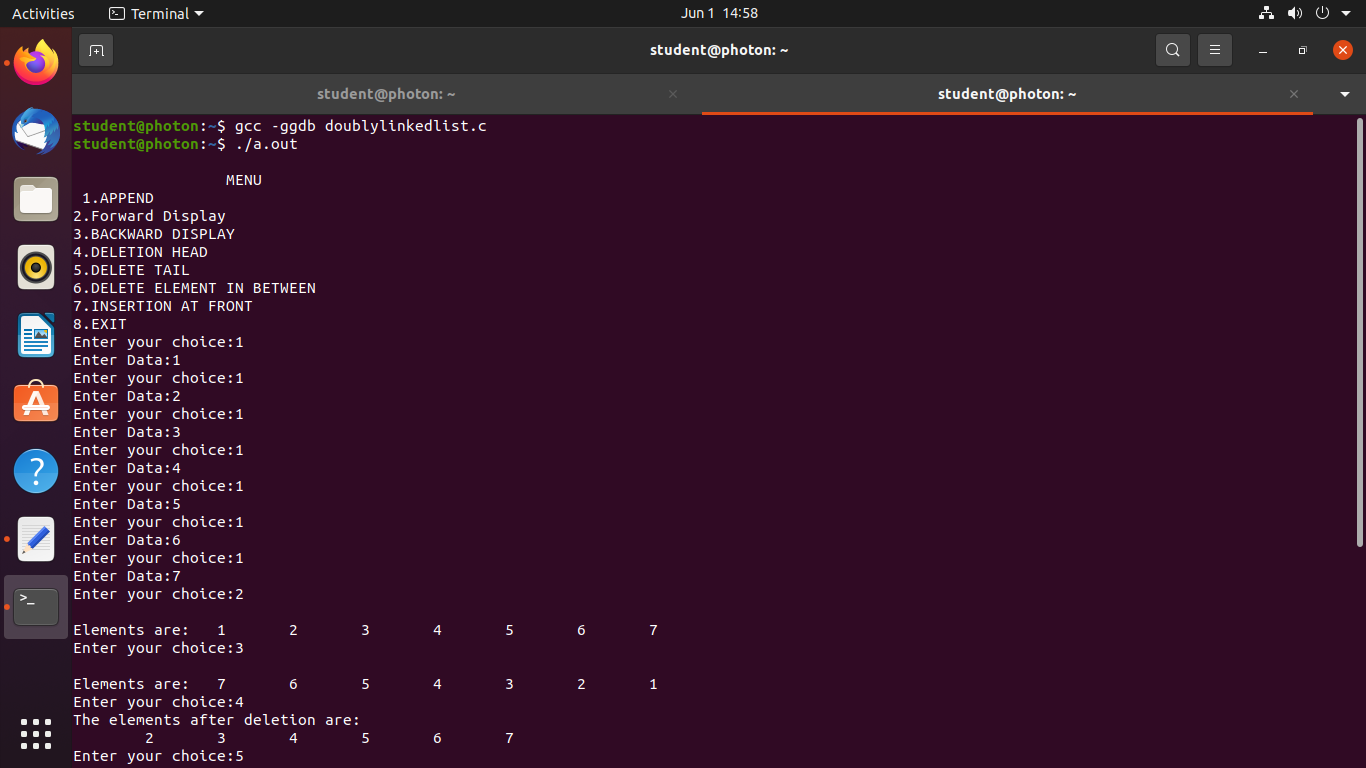 Activities Terminal Jun 1 14:58
student@photon: ~
student@photon: ~ student@photon: ~
student@photon:~$ gcc -ggdb doublylinkedlist.c
student@photon:~$ ./a.out
MENU
1.APPEND
2.Forward Display
3.BACKWARD DISPLAY
4.DELETION HEAD
5.DELETE TAIL
6.DELETE ELEMENT IN BETWEEN
7.INSERTION AT FRONT
8.EXIT
Enter your choice:1
Enter Data:1
Enter your choice:1
Enter Data:2
Enter your choice:1
Enter Data:3
Enter your choice:1
Enter Data:4
Enter your choice:1
Enter Data:5
Enter your choice:1
Enter Data:6
Enter your choice:1
Enter Data:7
Enter your choice:2
Elements are: 1 2 3 4 5 6 7
Enter your choice:3
Elements are: 7 6 5 4 3 2 1
Enter your choice:4
The elements after deletion are:
2 3 4 5 6 7
Enter your choice:5